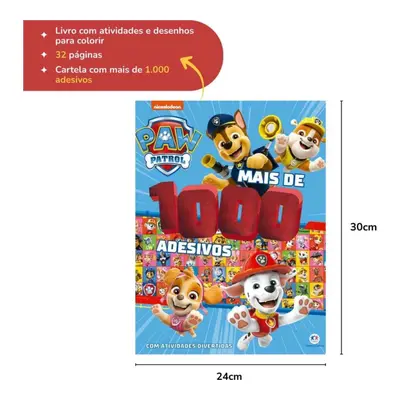 Livro com atividades e desenhos
para colorir
32 páginas
Cartela com mais de 1.000
adesivos
nickelodeon
PAW
PATROL
MAIS DE
1000
ADESIVOS
COM ATIVIDADES DIVERTIDAS
30cm
24cm